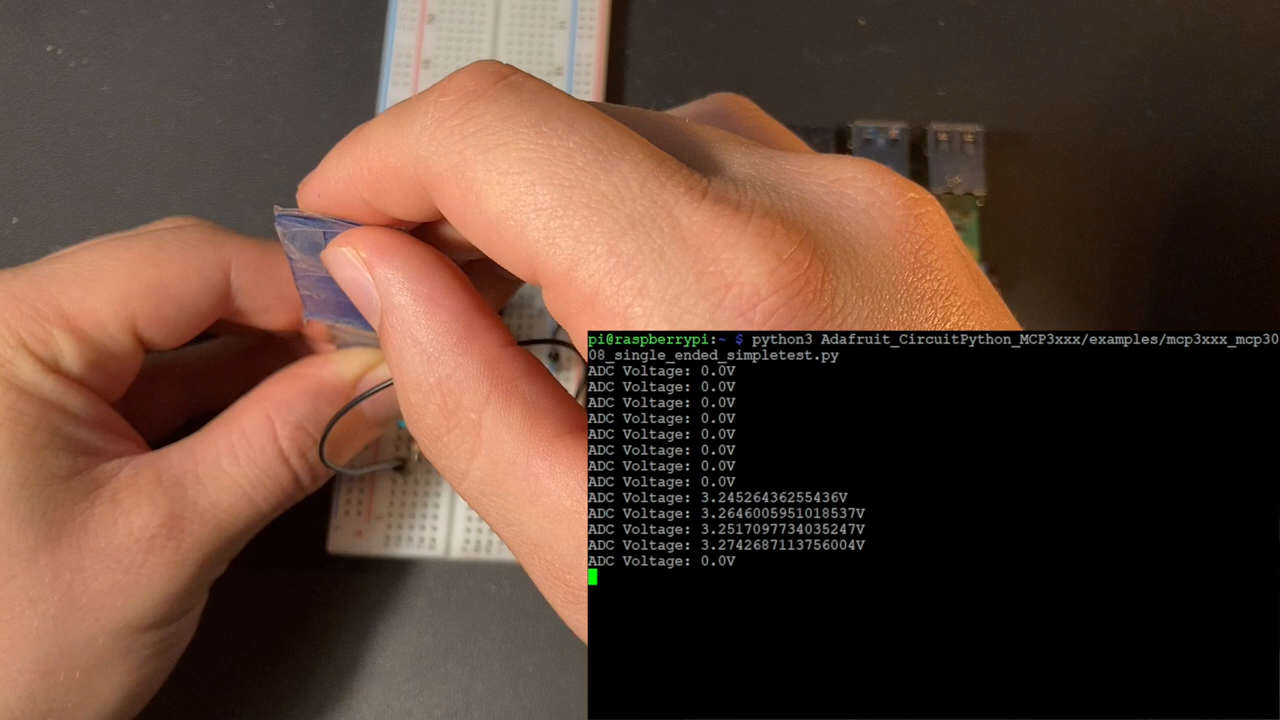 pi@raspberrypi:~ $ python3 Adafruit_CircuitPython_MCP3xxx/examples/mcp3xxx_mcp30
08_single_ended_simpletest.py
ADC Voltage: 0.0V
ADC Voltage: 0.0V
ADC Voltage: 0.0V
ADC Voltage: 0.0V
ADC Voltage: 0.0V
ADC Voltage: 0.0V
ADC Voltage: 0.0V
ADC Voltage: 0.0V
ADC Voltage: 3.24526436255436V
ADC Voltage: 3.2646005951018537V
ADC Voltage: 3.2517097734035247V
ADC Voltage: 3.2742687113756004V
ADC Voltage: 0.0V